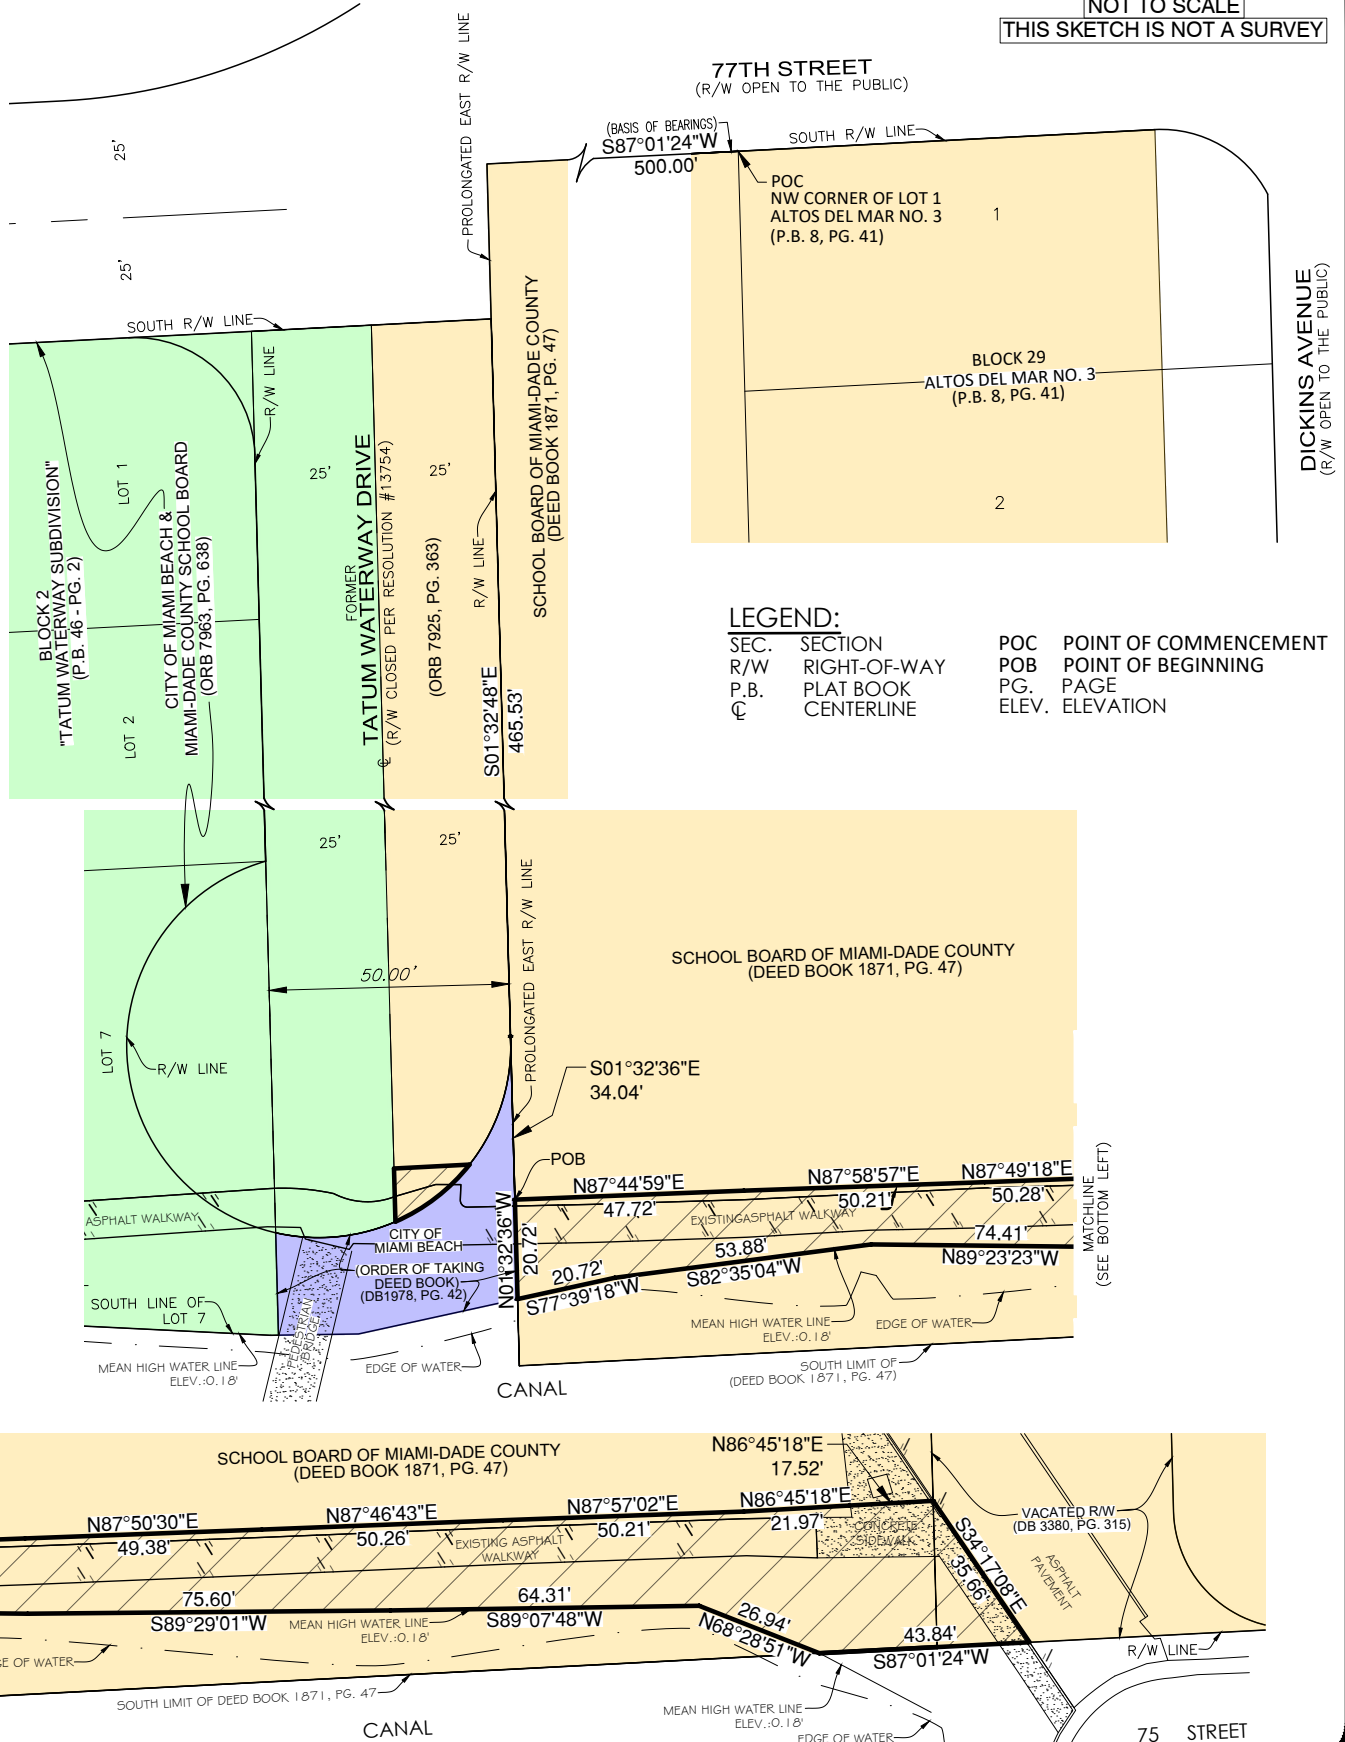 NOT TO SCALE
THIS SKETCH IS NOT A SURVEY
77TH STREET
(R/W OPEN TO THE PUBLIC)
(BASIS OF BEARINGS)
S87°01'24"W
500.00'
SOUTH R/W LINE
PROLONGATED EAST R/W LINE
POC
NW CORNER OF LOT 1
ALTOS DEL MAR NO. 3
(P.B. 8, PG. 41)
1
25'
25'
DICKINS AVENUE
(R/W OPEN TO THE PUBLIC)
SOUTH R/W LINE
R/W LINE
BLOCK 29
ALTOS DEL MAR NO. 3
(P.B. 8, PG. 41)
2
SCHOOL BOARD OF MIAMI-DADE COUNTY
(DEED BOOK 1871, PG. 47)
BLOCK 2
"TATUM WATERWAY SUBDIVISION"
(P.B. 46 - PG. 2)
LOT 1
CITY OF MIAMI BEACH &
MIAMI-DADE COUNTY SCHOOL BOARD
(ORB 7963, PG. 638)
LOT 2
25'
25'
FORMER
TATUM WATERWAY DRIVE
(R/W CLOSED PER RESOLUTION #13754)
℄
(ORB 7925, PG. 363)
R/W LINE
S01°32'48"E
465.53'
LEGEND:
SEC. SECTION
R/W RIGHT-OF-WAY
P.B. PLAT BOOK
℄ CENTERLINE
POC POINT OF COMMENCEMENT
POB POINT OF BEGINNING
PG. PAGE
ELEV. ELEVATION
25'
25'
PROLONGATED EAST R/W LINE
SCHOOL BOARD OF MIAMI-DADE COUNTY
(DEED BOOK 1871, PG. 47)
50.00'
LOT 7
R/W LINE
S01°32'36"E
34.04'
POB
N87°44'59"E
47.72'
N87°58'57"E
50.21'
N87°49'18"E
50.28'
MATCHLINE
(SEE BOTTOM LEFT)
ASPHALT WALKWAY
EXISTINGASPHALT WALKWAY
CITY OF
MIAMI BEACH
(ORDER OF TAKING
DEED BOOK)
(DB1978, PG. 42)
N01°32'36"W
20.72'
20.72'
S77°39'18"W
53.88'
S82°35'04"W
74.41'
N89°23'23"W
SOUTH LINE OF
LOT 7
PEDESTRIAN
BRIDGE
MEAN HIGH WATER LINE
ELEV.:0.18'
EDGE OF WATER
MEAN HIGH WATER LINE
ELEV.:0.18'
EDGE OF WATER
SOUTH LIMIT OF
(DEED BOOK 1871, PG. 47)
CANAL
SCHOOL BOARD OF MIAMI-DADE COUNTY
(DEED BOOK 1871, PG. 47)
N86°45'18"E
17.52'
N87°50'30"E
49.38'
N87°46'43"E
50.26'
N87°57'02"E
50.21'
N86°45'18"E
21.97'
EXISTING ASPHALT
WALKWAY
CONCRETE
SIDEWALK
VACATED R/W
(DB 3380, PG. 315)
S34°17'08"E
35.66'
ASPHALT
PAVEMENT
75.60'
S89°29'01"W
MEAN HIGH WATER LINE
ELEV.:0.18'
64.31'
S89°07'48"W
26.94'
N68°28'51"W
43.84'
S87°01'24"W
R/W LINE
GE OF WATER
SOUTH LIMIT OF DEED BOOK 1871, PG. 47
CANAL
MEAN HIGH WATER LINE
ELEV.:0.18'
EDGE OF WATER
75 STREET